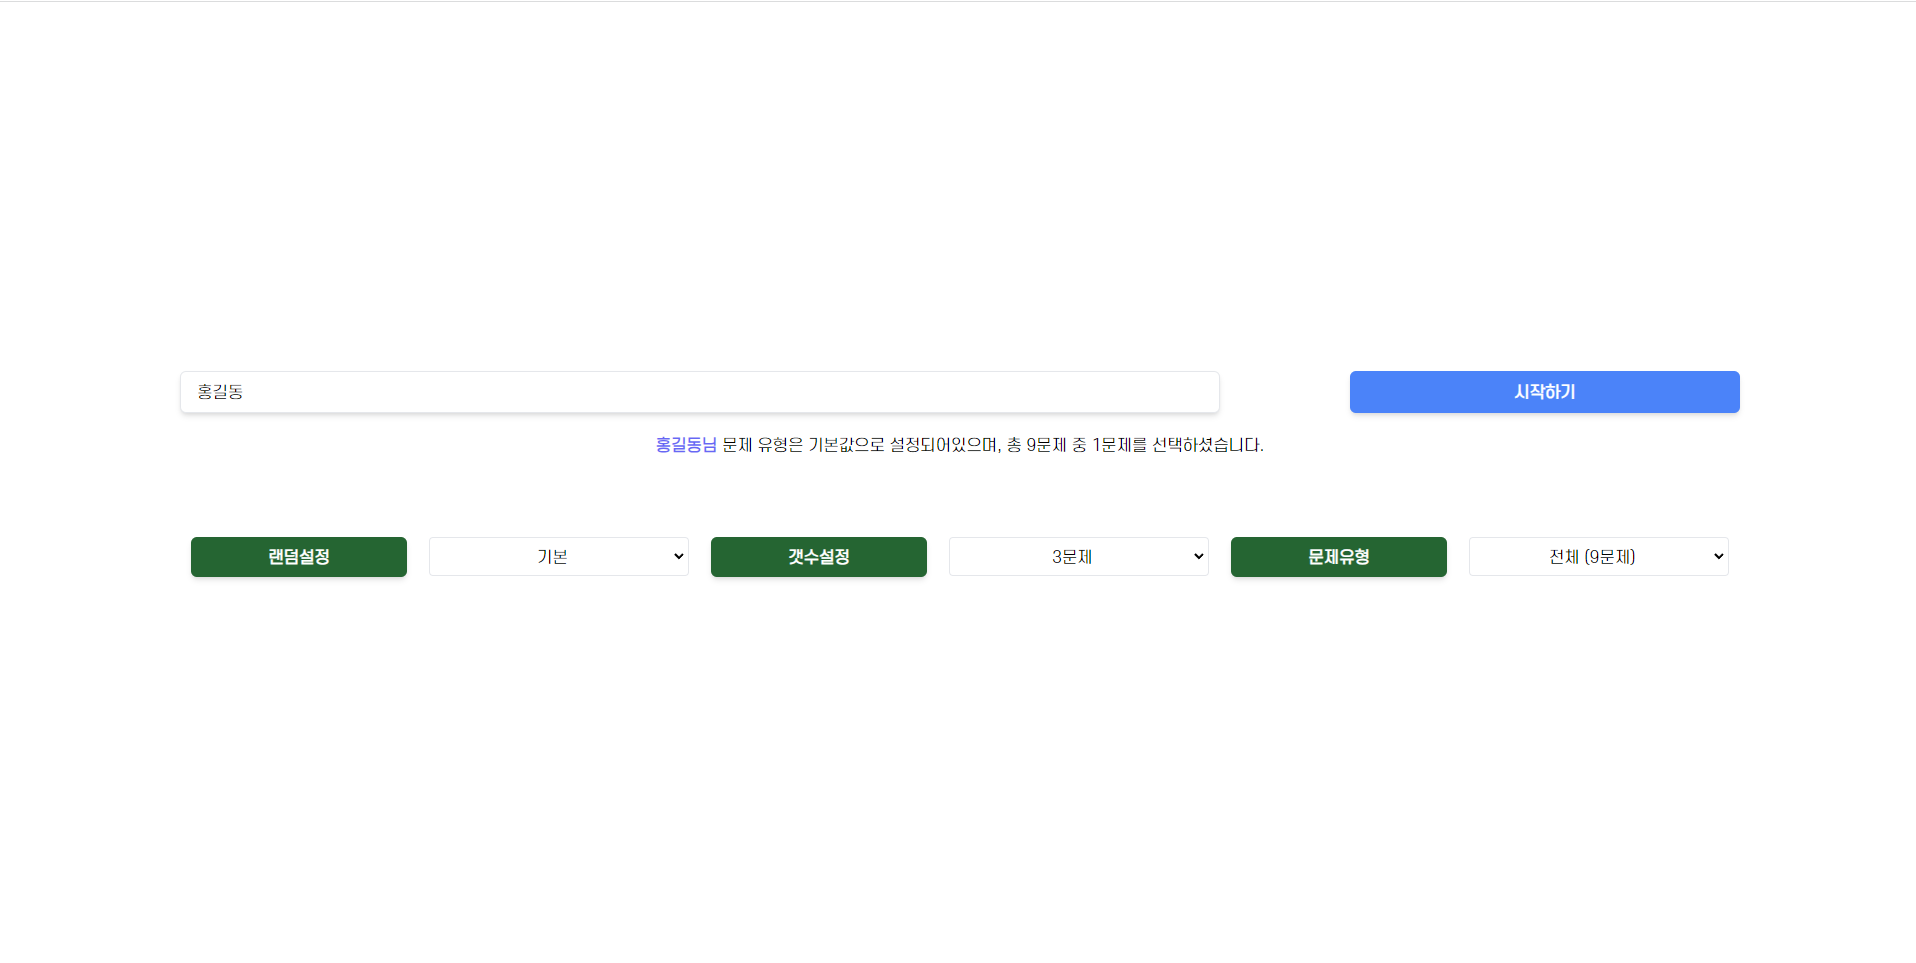 홍길동
시작하기
홍길동님 문제 유형은 기본값으로 설정되어있으며, 총 9문제 중 1문제를 선택하셨습니다.
랜덤설정 기본 갯수설정 3문제 문제유형 전체 (9문제)